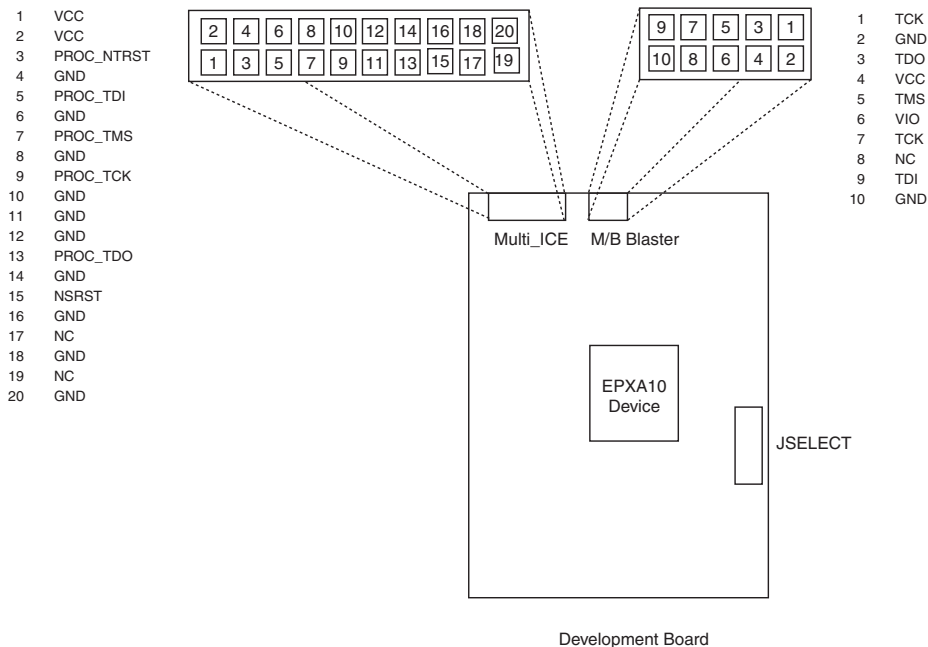 1 VCC
2 VCC
3 PROC_NTRST
4 GND
5 PROC_TDI
6 GND
7 PROC_TMS
8 GND
9 PROC_TCK
10 GND
11 GND
12 GND
13 PROC_TDO
14 GND
15 NSRST
16 GND
17 NC
18 GND
19 NC
20 GND
2 4 6 8 10 12 14 16 18 20
1 3 5 7 9 11 13 15 17 19
9 7 5 3 1
10 8 6 4 2
1 TCK
2 GND
3 TDO
4 VCC
5 TMS
6 VIO
7 TCK
8 NC
9 TDI
10 GND
Multi_ICE M/B Blaster
EPXA10
Device
JSELECT
Development Board